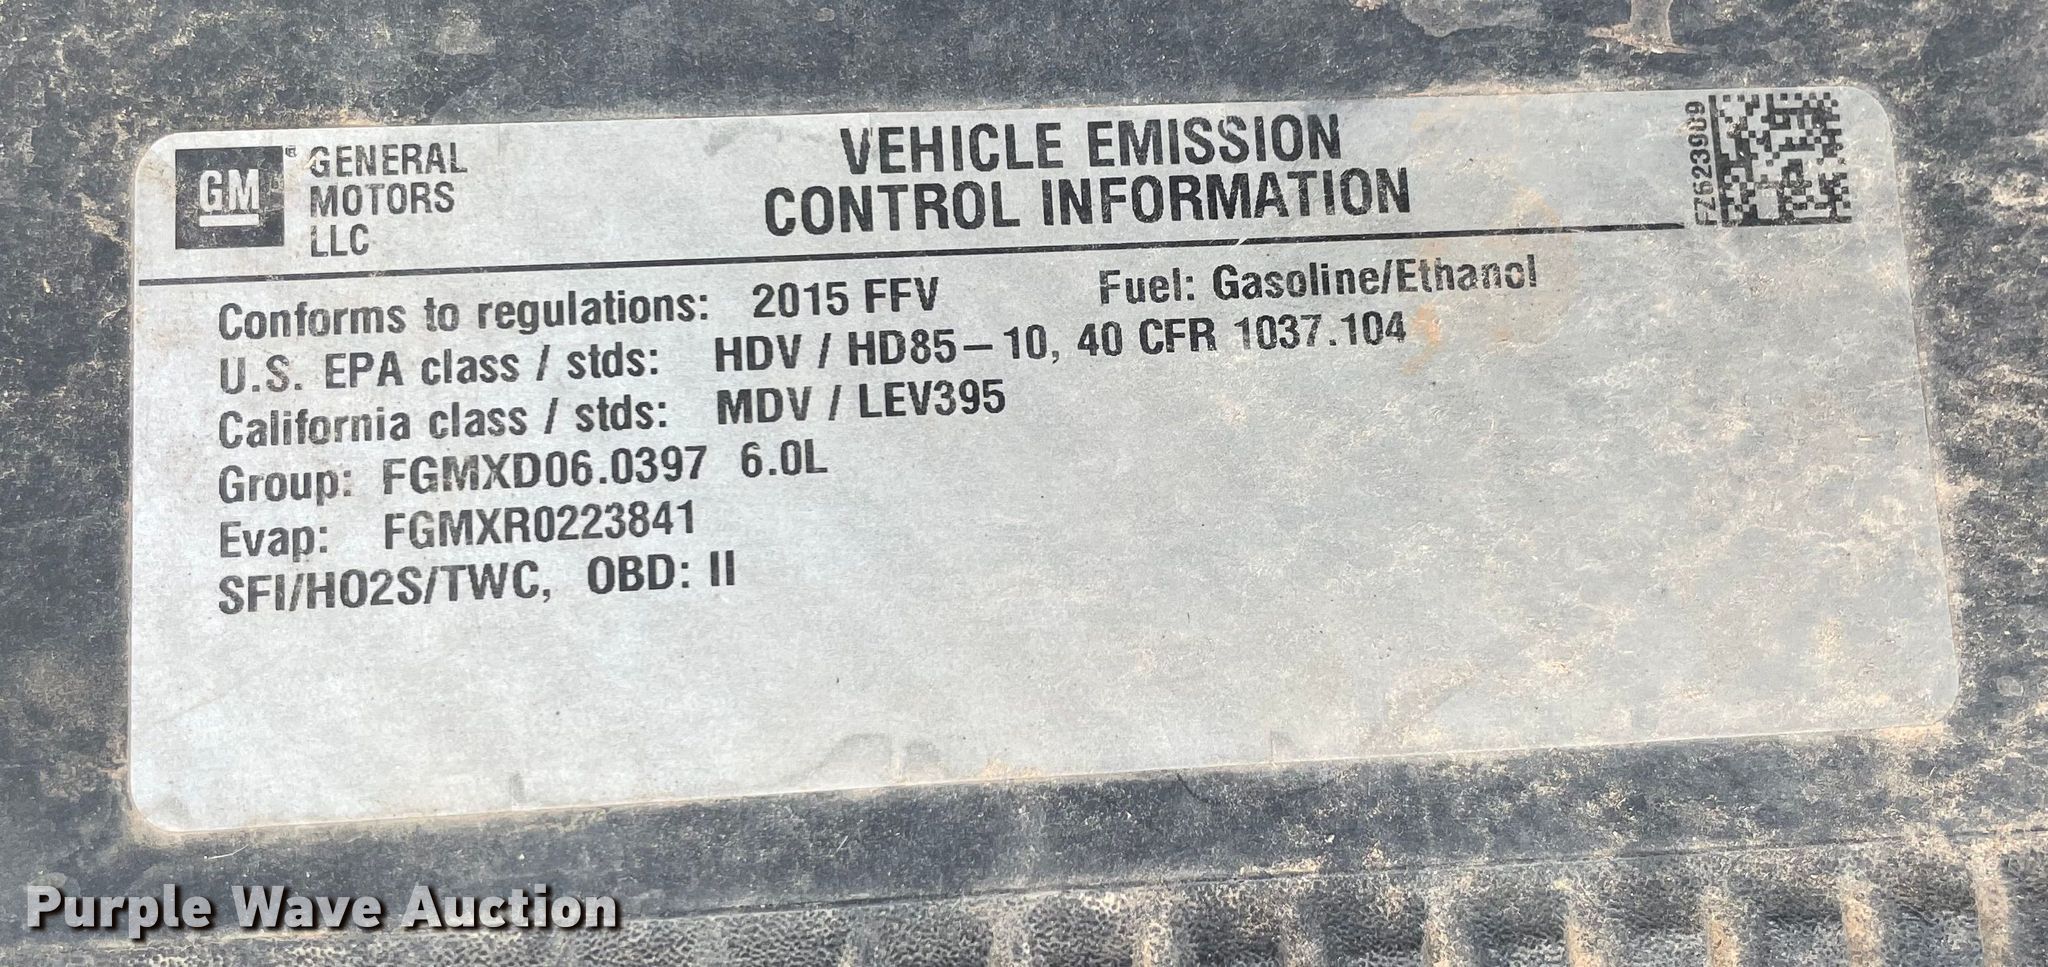 GM® GENERAL
MOTORS
LLC
VEHICLE EMISSION
CONTROL INFORMATION
FZ623909
Conforms to regulations: 2015 FFV Fuel: Gasoline/Ethanol
U.S. EPA class / stds: HDV / HD85-10, 40 CFR 1037.104
California class / stds: MDV / LEV395
Group: FGMXD06.0397 6.0L
Evap: FGMXR0223841
SFI/HO2S/TWC, OBD: II
Purple Wave Auction